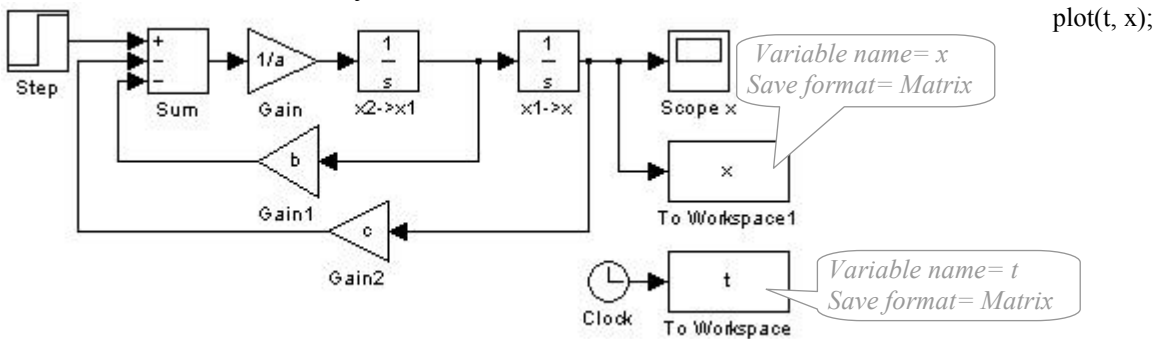 plot(t, x);
Variable name= x
Save format= Matrix
+
−
−
1/a
1
s
1
s
Step
Sum
Gain
x2->x1
x1->x
Scope x
b
x
Gain1
To Workspace1
c
Gain2
Variable name= t
Save format= Matrix
t
Clock
To Workspace